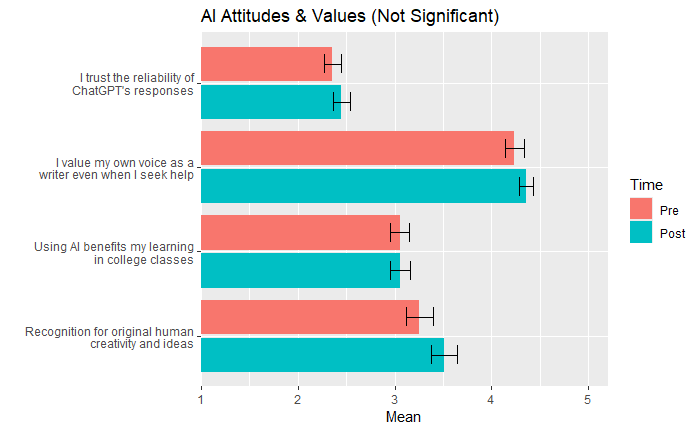 AI Attitudes & Values (Not Significant)
I trust the reliability of
ChatGPT's responses
I value my own voice as a
writer even when I seek help
Using AI benefits my learning
in college classes
Recognition for original human
creativity and ideas
1 2 3 4 5
Mean
Time
Pre
Post